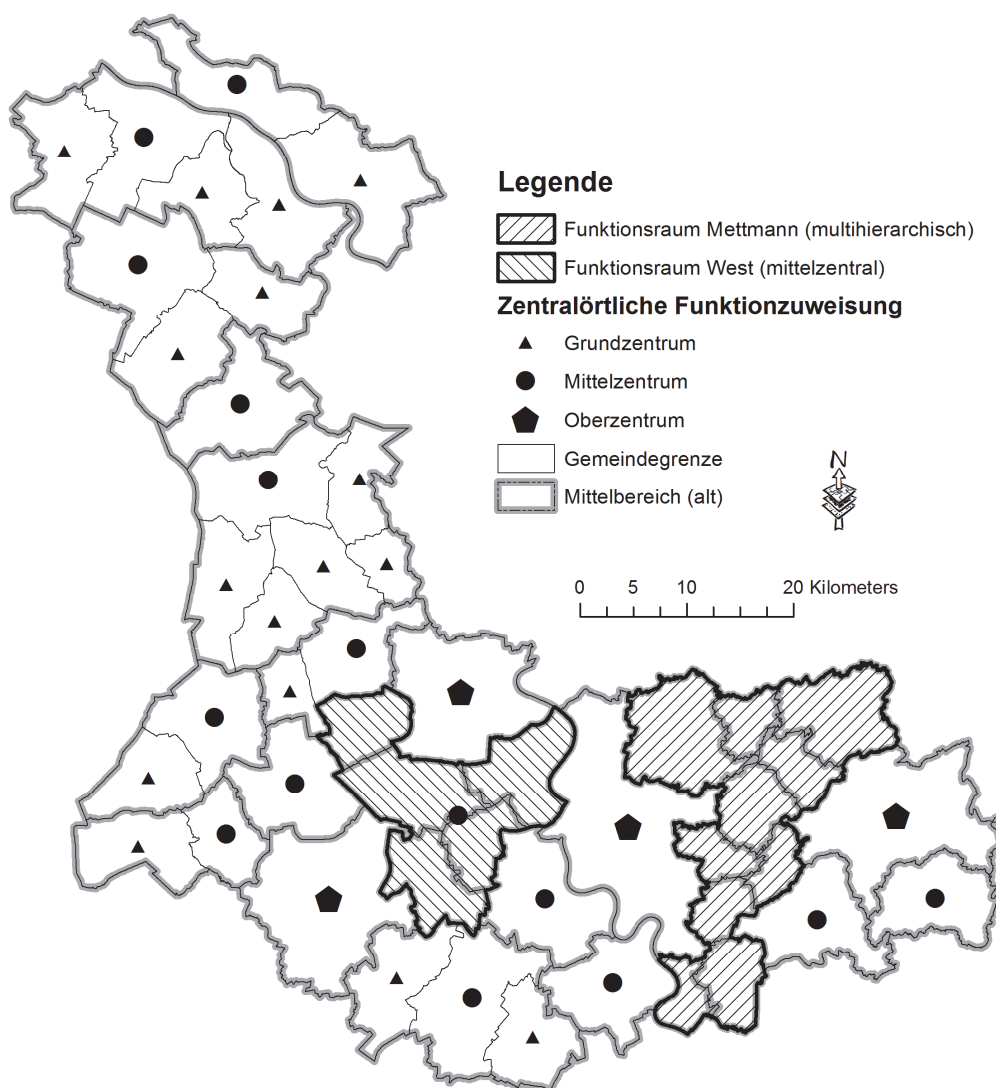 Legende
Funktionsraum Mettmann (multihierarchisch)
Funktionsraum West (mittelzentral)
Zentralörtliche Funktionzuweisung
Grundzentrum
Mittelzentrum
Oberzentrum
Gemeindegrenze
Mittelbereich (alt)
N
0 5 10 20 Kilometers